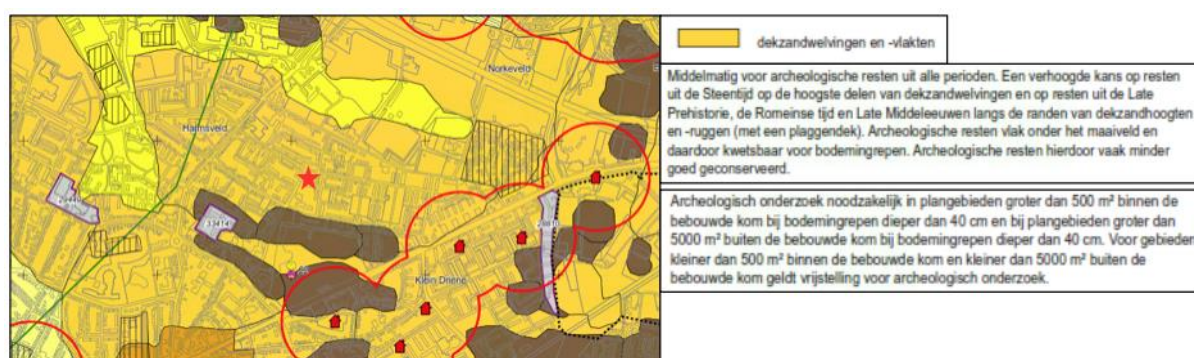 dekzandwelvingen en -vlakten
Middelmatig voor archeologische resten uit alle perioden. Een verhoogde kans op resten
uit de Steentijd op de hoogste delen van dekzandwelvingen en op resten uit de Late
Prehistorie, de Romeinse tijd en Late Middeleeuwen langs de randen van dekzandhoogten
en -ruggen (met een plaggendek). Archeologische resten vlak onder het maaiveld en
daardoor kwetsbaar voor bodemingrepen. Archeologische resten hierdoor vaak minder
goed geconserveerd.
Archeologisch onderzoek noodzakelijk in plangebieden groter dan 500 m² binnen de
bebouwde kom bij bodemingrepen dieper dan 40 cm en bij plangebieden groter dan
5000 m² buiten de bebouwde kom bij bodemingrepen dieper dan 40 cm. Voor gebieden
kleiner dan 500 m² binnen de bebouwde kom en kleiner dan 5000 m² buiten de
bebouwde kom geldt vrijstelling voor archeologisch onderzoek.
Norkeveld
Hamsveld
33414
Klein Driene